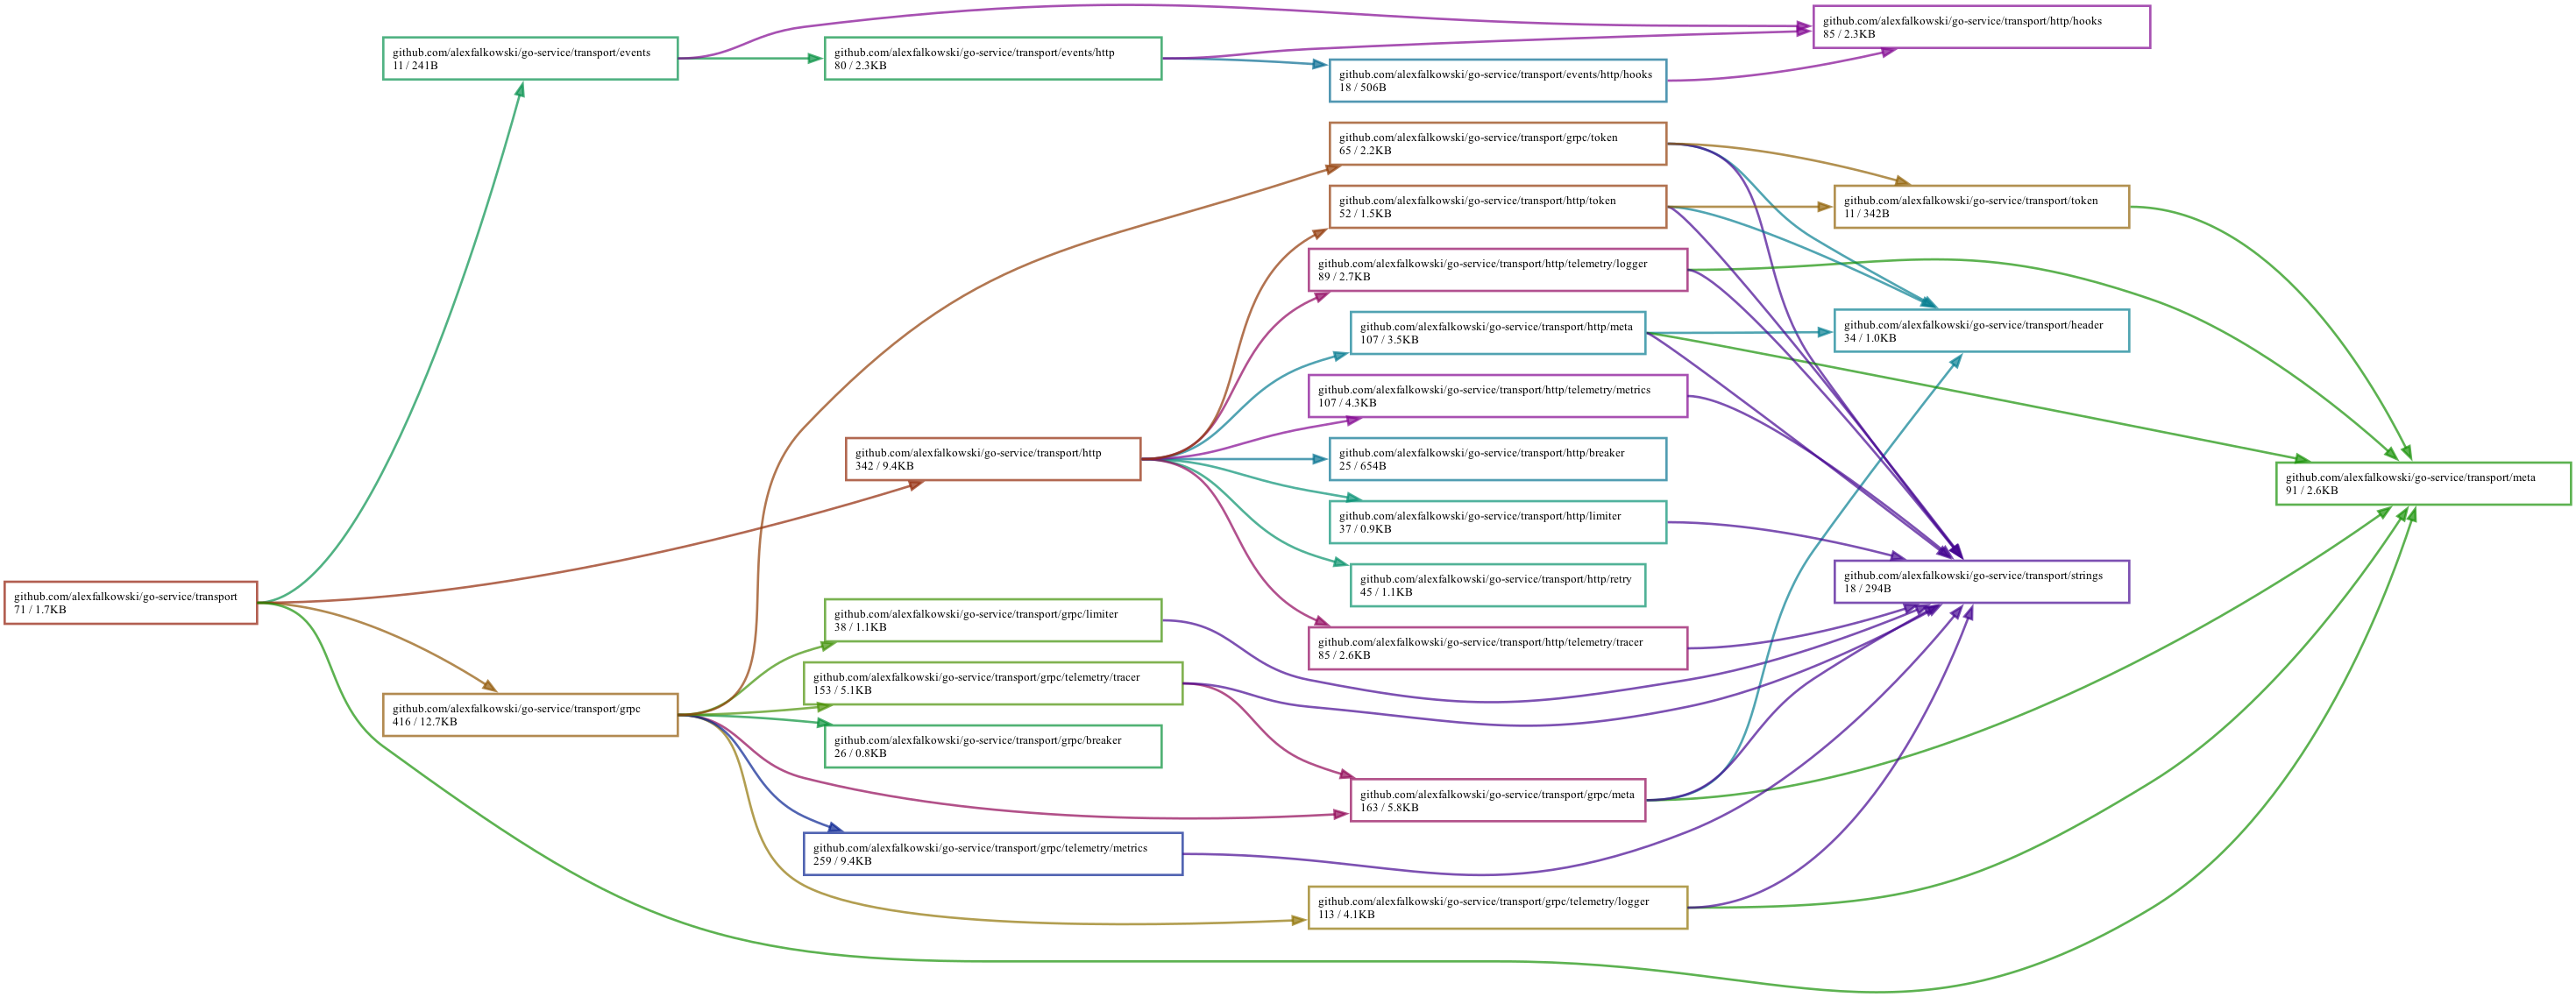 github.com/alexfalkowski/go-service/transport/http/hooks
85 / 2.3KB
github.com/alexfalkowski/go-service/transport/events
11 / 241B
github.com/alexfalkowski/go-service/transport/events/http
80 / 2.3KB
github.com/alexfalkowski/go-service/transport/events/http/hooks
18 / 506B
github.com/alexfalkowski/go-service/transport/grpc/token
65 / 2.2KB
github.com/alexfalkowski/go-service/transport/http/token
52 / 1.5KB
github.com/alexfalkowski/go-service/transport/token
11 / 342B
github.com/alexfalkowski/go-service/transport/http/telemetry/logger
89 / 2.7KB
github.com/alexfalkowski/go-service/transport/http/meta
107 / 3.5KB
github.com/alexfalkowski/go-service/transport/header
34 / 1.0KB
github.com/alexfalkowski/go-service/transport/http/telemetry/metrics
107 / 4.3KB
github.com/alexfalkowski/go-service/transport/http
342 / 9.4KB
github.com/alexfalkowski/go-service/transport/http/breaker
25 / 654B
github.com/alexfalkowski/go-service/transport/meta
91 / 2.6KB
github.com/alexfalkowski/go-service/transport/http/limiter
37 / 0.9KB
github.com/alexfalkowski/go-service/transport/http/retry
45 / 1.1KB
github.com/alexfalkowski/go-service/transport/strings
18 / 294B
github.com/alexfalkowski/go-service/transport
71 / 1.7KB
github.com/alexfalkowski/go-service/transport/grpc/limiter
38 / 1.1KB
github.com/alexfalkowski/go-service/transport/http/telemetry/tracer
85 / 2.6KB
github.com/alexfalkowski/go-service/transport/grpc/telemetry/tracer
153 / 5.1KB
github.com/alexfalkowski/go-service/transport/grpc
416 / 12.7KB
github.com/alexfalkowski/go-service/transport/grpc/breaker
26 / 0.8KB
github.com/alexfalkowski/go-service/transport/grpc/meta
163 / 5.8KB
github.com/alexfalkowski/go-service/transport/grpc/telemetry/metrics
259 / 9.4KB
github.com/alexfalkowski/go-service/transport/grpc/telemetry/logger
113 / 4.1KB